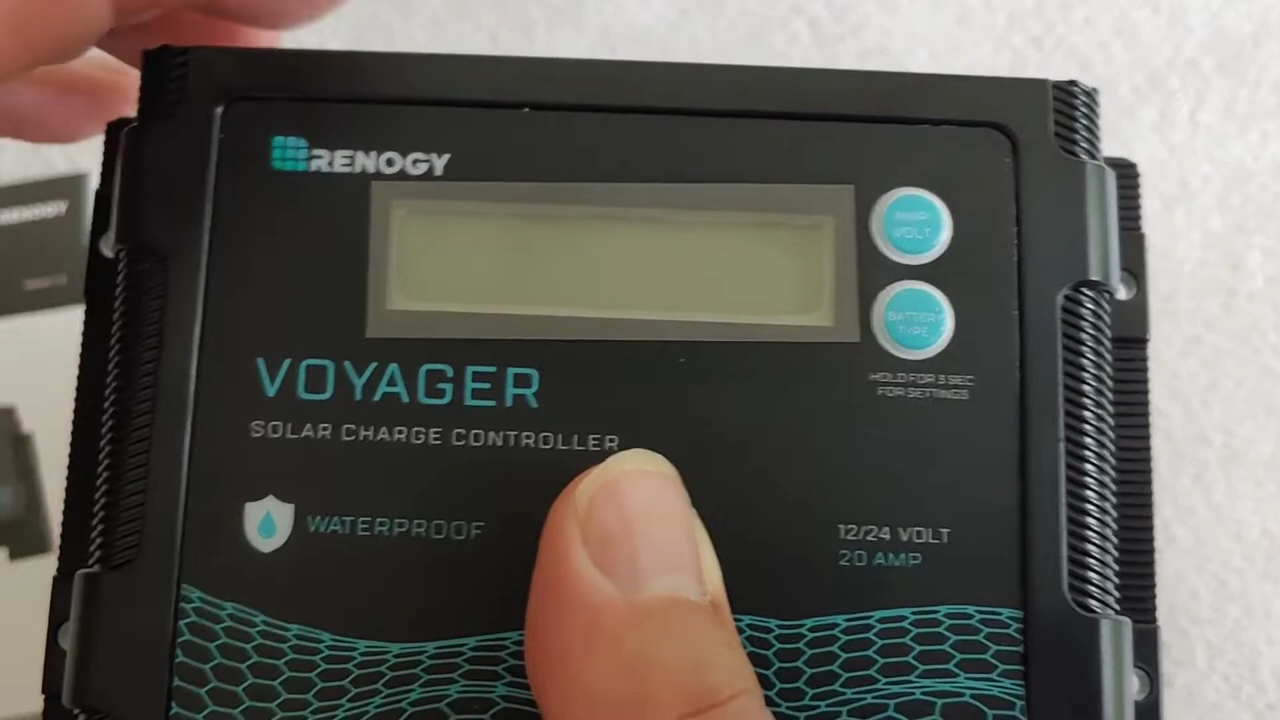 RENOGY
AMP
VOLT
BATTERY
TYPE
HOLD FOR 3 SEC
FOR SETTINGS
VOYAGER
SOLAR CHARGE CONTROLLER
WATERPROOF
12/24 VOLT
20 AMP
RENOGY